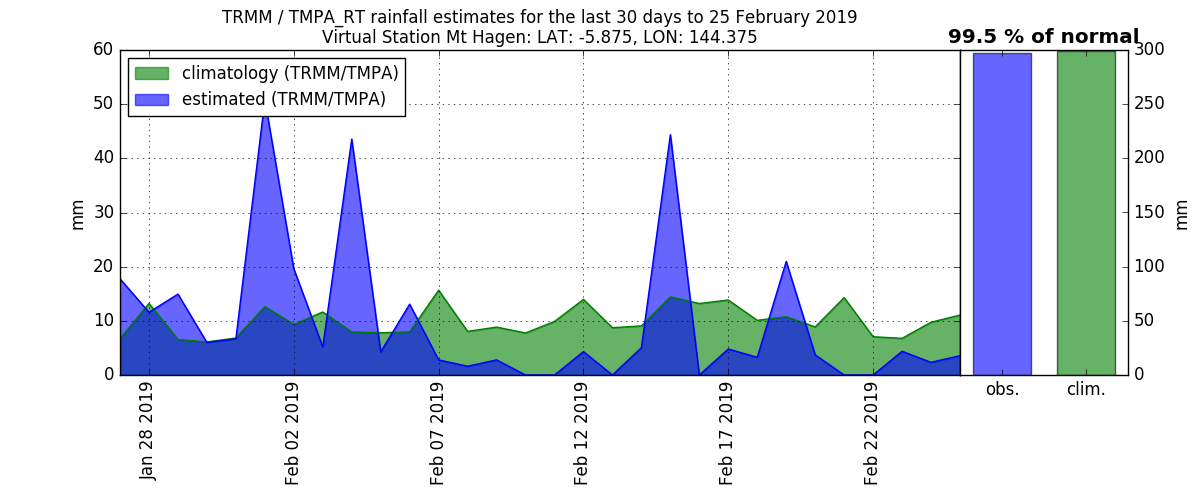 TRMM / TMPA_RT rainfall estimates for the last 30 days to 25 February 2019
Virtual Station Mt Hagen: LAT: -5.875, LON: 144.375
99.5 % of normal
climatology (TRMM/TMPA)
estimated (TRMM/TMPA)
60
50
40
30
20
10
0
mm
Jan 28 2019
Feb 02 2019
Feb 07 2019
Feb 12 2019
Feb 17 2019
Feb 22 2019
obs.
clim.
300
250
200
150
100
50
0
mm